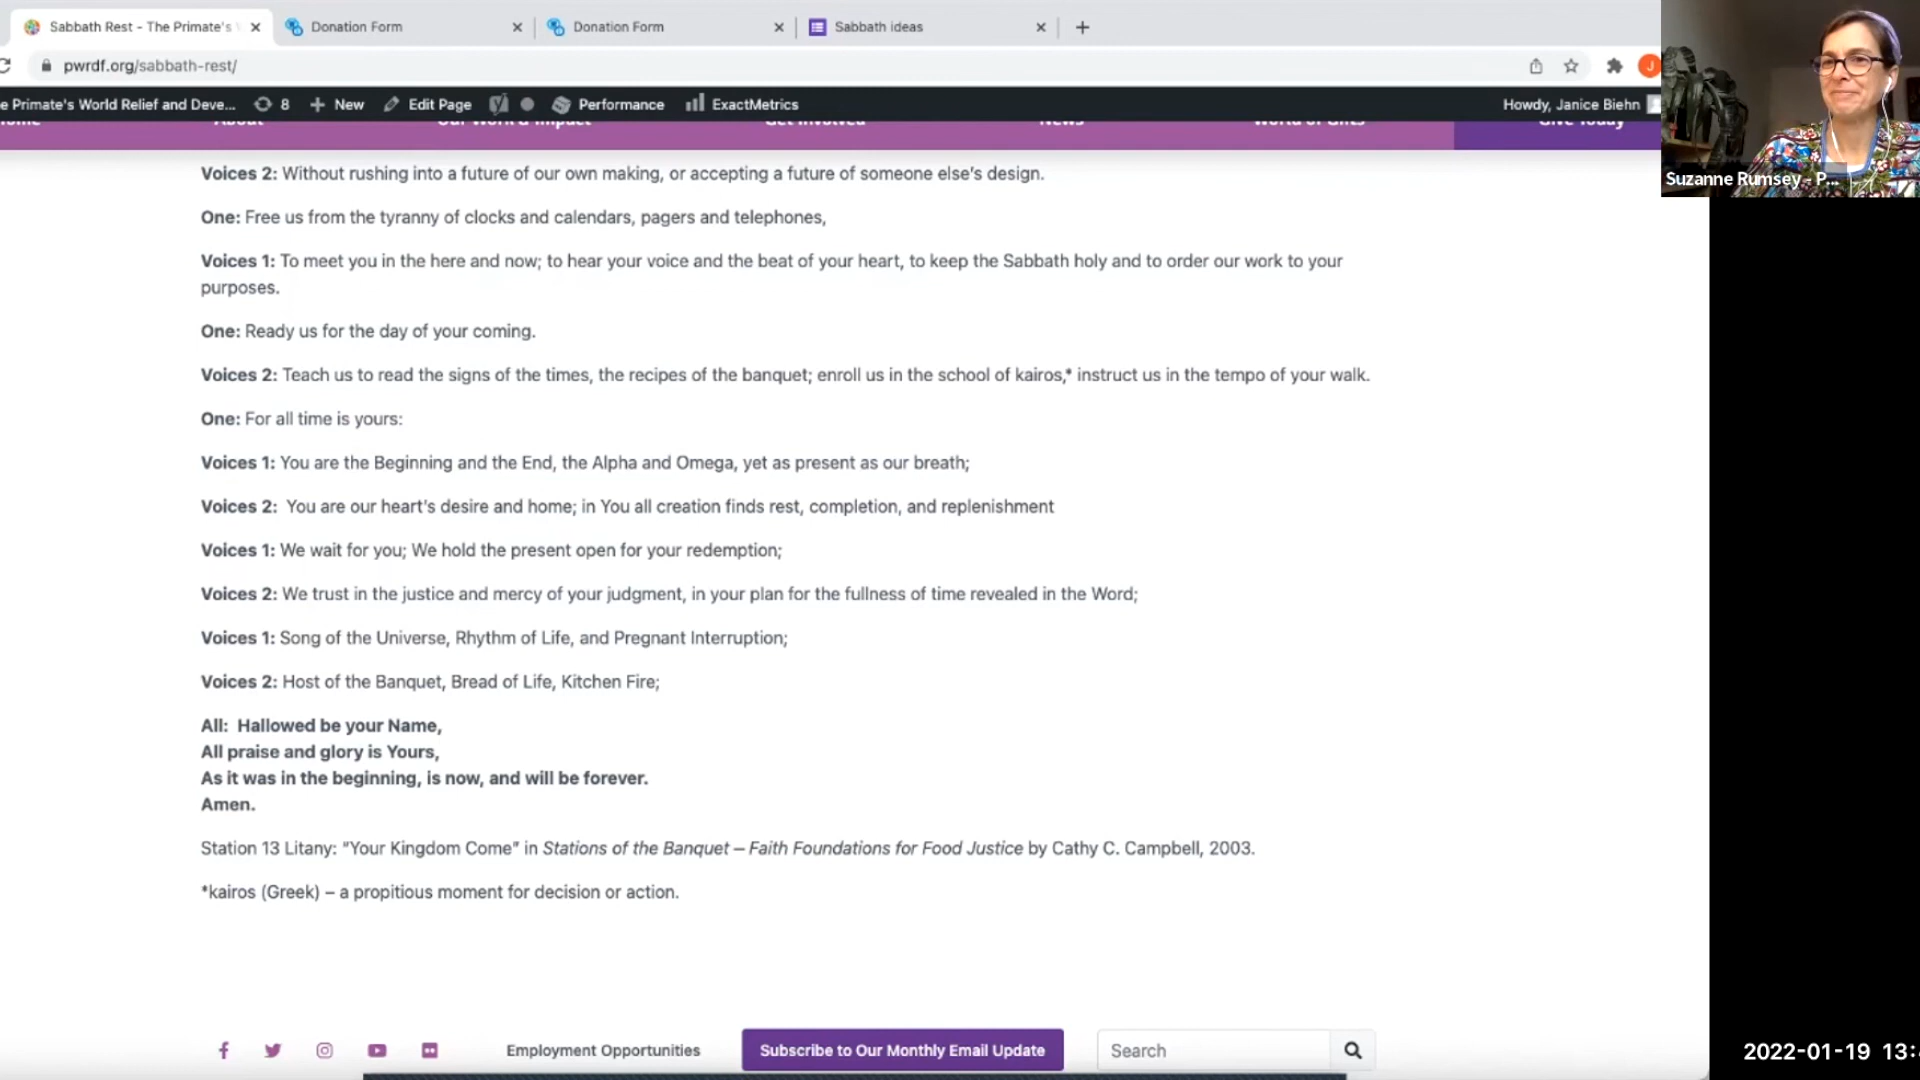 Sabbath Rest - The Primate's
Donation Form
Donation Form
Sabbath ideas
pwrdf.org/sabbath-rest/
J
e Primate's World Relief and Deve...
8
New
Edit Page
Performance
ExactMetrics
Howdy, Janice Biehn
About
Our Work & Impact
Get Involved
News
World of Gifts
Give Today
Suzanne Rumsey - P...
Voices 2: Without rushing into a future of our own making, or accepting a future of someone else's design.
One: Free us from the tyranny of clocks and calendars, pagers and telephones,
Voices 1: To meet you in the here and now; to hear your voice and the beat of your heart, to keep the Sabbath holy and to order our work to your
purposes.
One: Ready us for the day of your coming.
Voices 2: Teach us to read the signs of the times, the recipes of the banquet; enroll us in the school of kairos,* instruct us in the tempo of your walk.
One: For all time is yours:
Voices 1: You are the Beginning and the End, the Alpha and Omega, yet as present as our breath;
Voices 2: You are our heart's desire and home; in You all creation finds rest, completion, and replenishment
Voices 1: We wait for you; We hold the present open for your redemption;
Voices 2: We trust in the justice and mercy of your judgment, in your plan for the fullness of time revealed in the Word;
Voices 1: Song of the Universe, Rhythm of Life, and Pregnant Interruption;
Voices 2: Host of the Banquet, Bread of Life, Kitchen Fire;
All: Hallowed be your Name,
All praise and glory is Yours,
As it was in the beginning, is now, and will be forever.
Amen.
Station 13 Litany: “Your Kingdom Come” in Stations of the Banquet – Faith Foundations for Food Justice by Cathy C. Campbell, 2003.
*kairos (Greek) – a propitious moment for decision or action.
Employment Opportunities
Subscribe to Our Monthly Email Update
Search
2022-01-19 13: